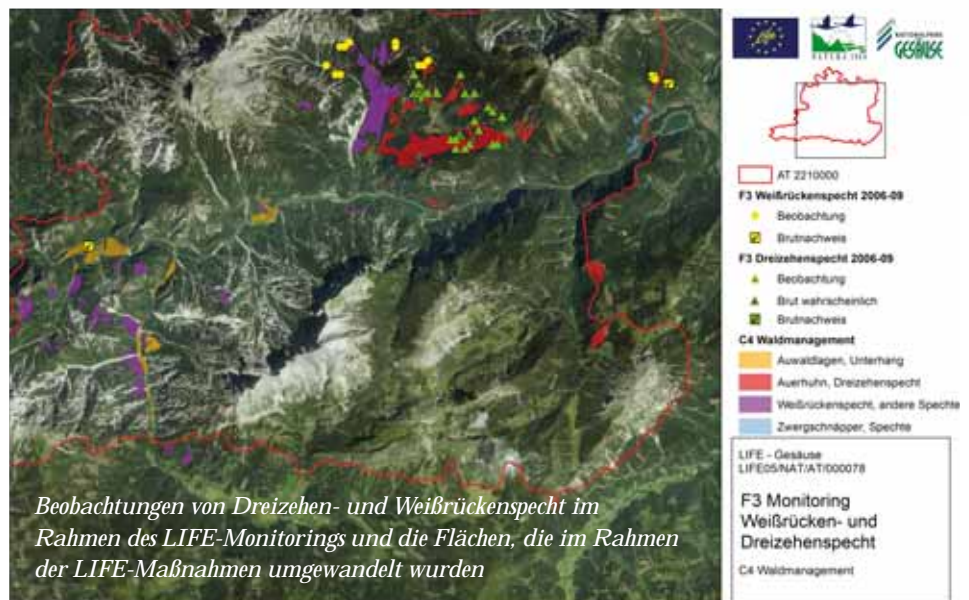 NATURA 2000
NATIONALPARK
GESÄUSE
AT 2210000
F3 Weißrückenspecht 2006-09
Beobachtung
Brutnachweis
F3 Dreizehenspecht 2006-09
Beobachtung
Brut wahrscheinlich
Brutnachweis
C4 Waldmanagement
Auwaldlagen, Unterhang
Auerhuhn, Dreizehenspecht
Weißrückenspecht, andere Spechte
Zwergschnäpper, Spechte
LIFE - Gesäuse
LIFE05/NAT/AT/000078
F3 Monitoring
Weißrücken- und
Dreizehenspecht
C4 Waldmanagement
Beobachtungen von Dreizehen- und Weißrückenspecht im
Rahmen des LIFE-Monitorings und die Flächen, die im Rahmen
der LIFE-Maßnahmen umgewandelt wurden